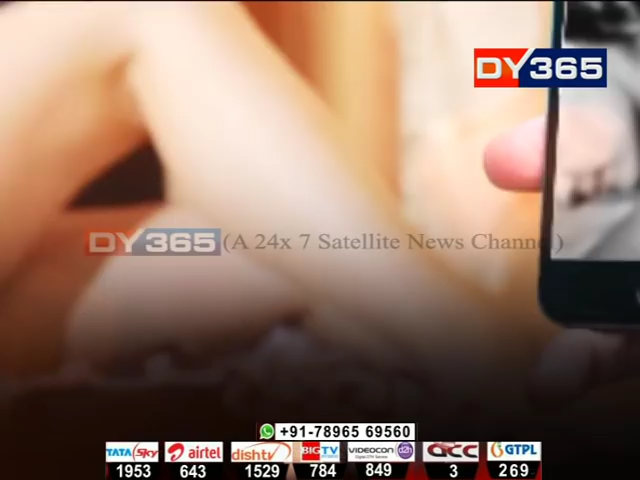 DY365
DY365 (A 24x 7 Satellite News Channel)
+91-78965 69560
TATA Sky airtel dishtv BIG TV VIDEOCON d2h ACC GTPL
1953 643 1529 784 849 3 269